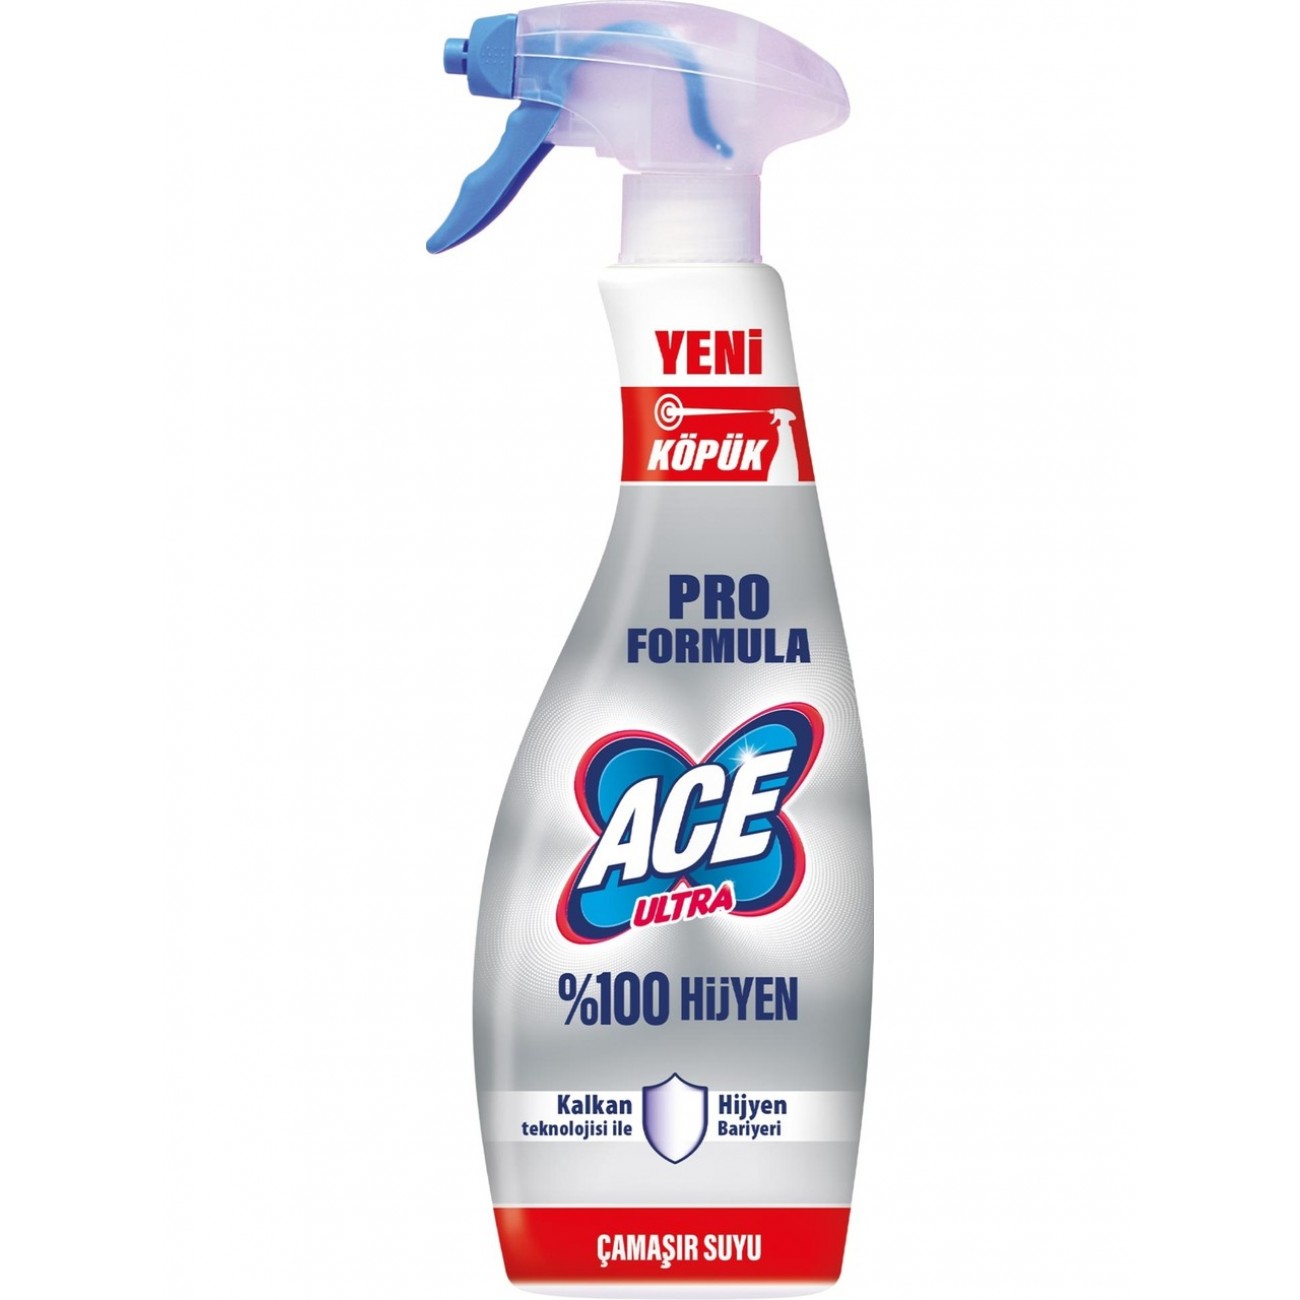 YENİ
KÖPÜK
PRO
FORMULA
ACE
ULTRA
%100 HİJYEN
Kalkan
teknolojisi ile
Hijyen
Bariyeri
ÇAMAŞIR SUYU